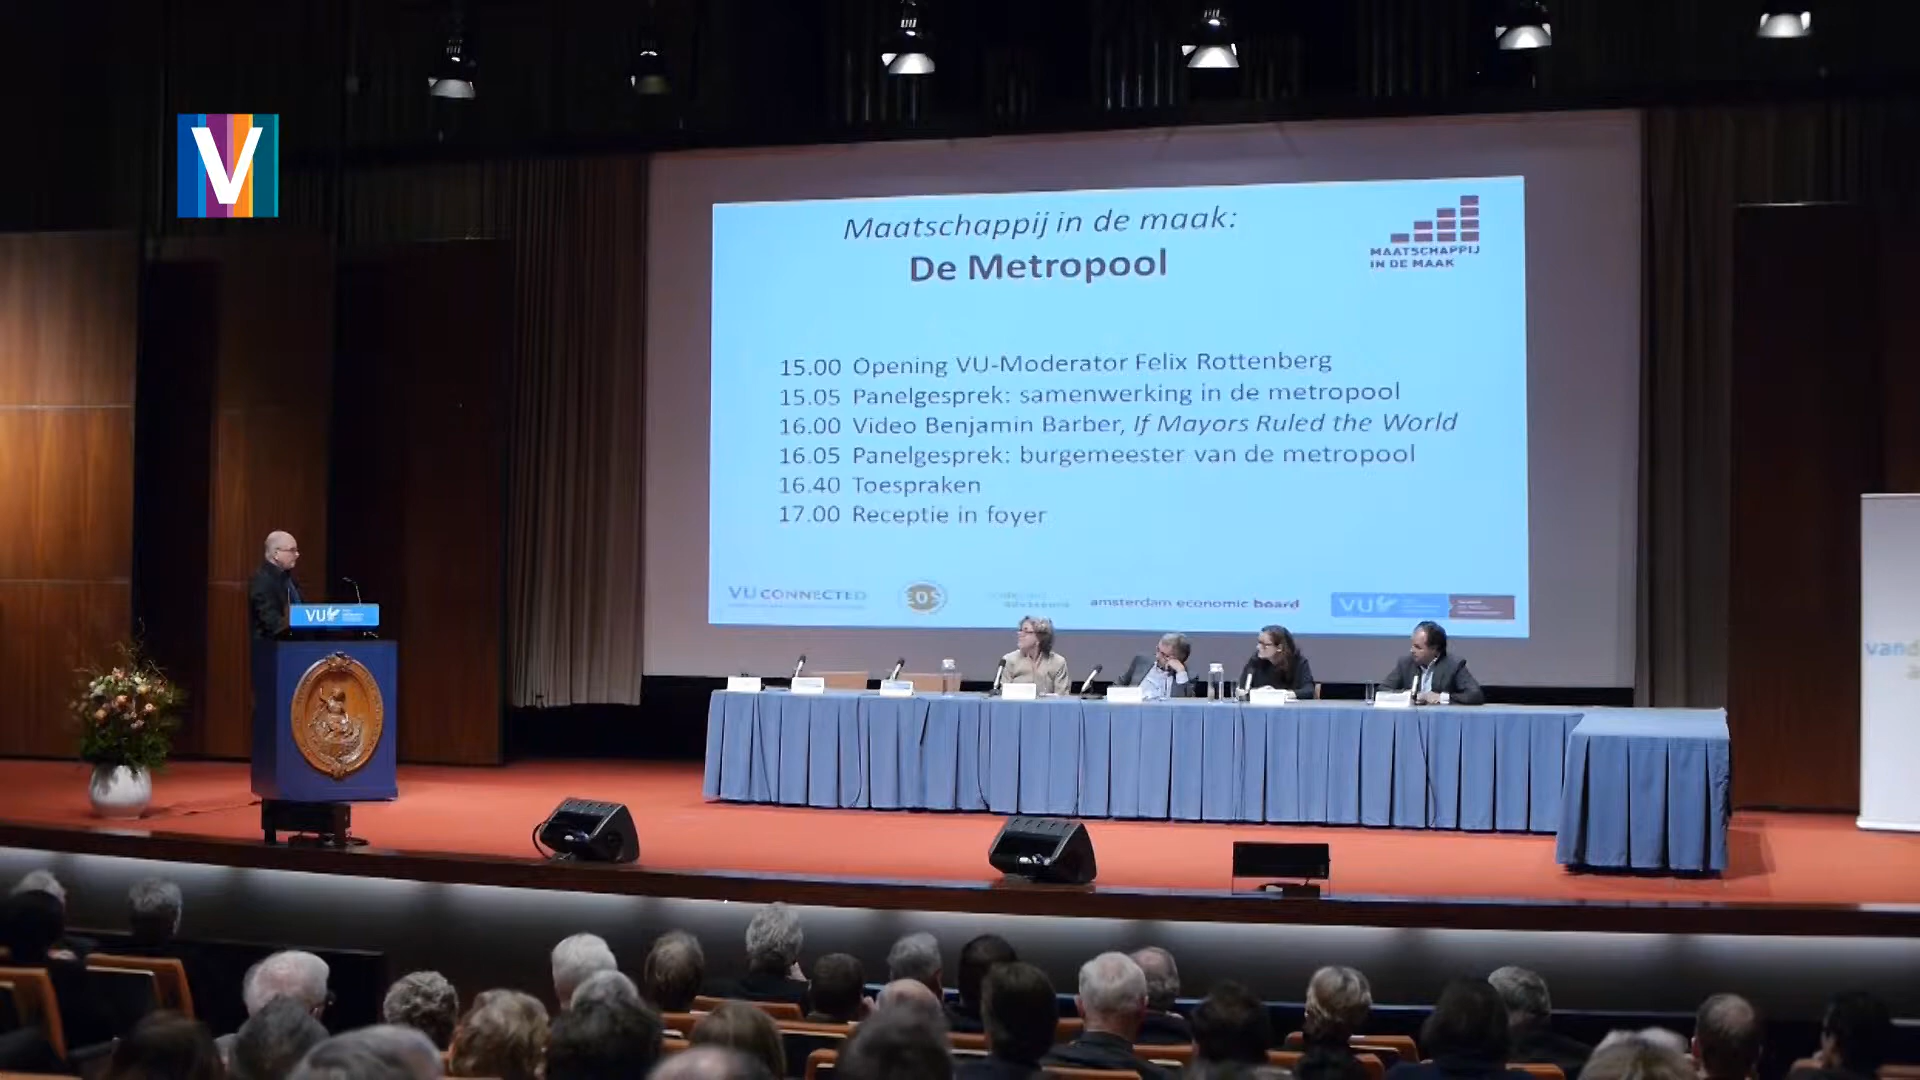 V
Maatschappij in de maak:
De Metropool
MAATSCHAPPIJ
IN DE MAAK
15.00 Opening VU-Moderator Felix Rottenberg
15.05 Panelgesprek: samenwerking in de metropool
16.00 Video Benjamin Barber, If Mayors Ruled the World
16.05 Panelgesprek: burgemeester van de metropool
16.40 Toespraken
17.00 Receptie in foyer
VU CONNECTED
amsterdam economic board
VU
VU